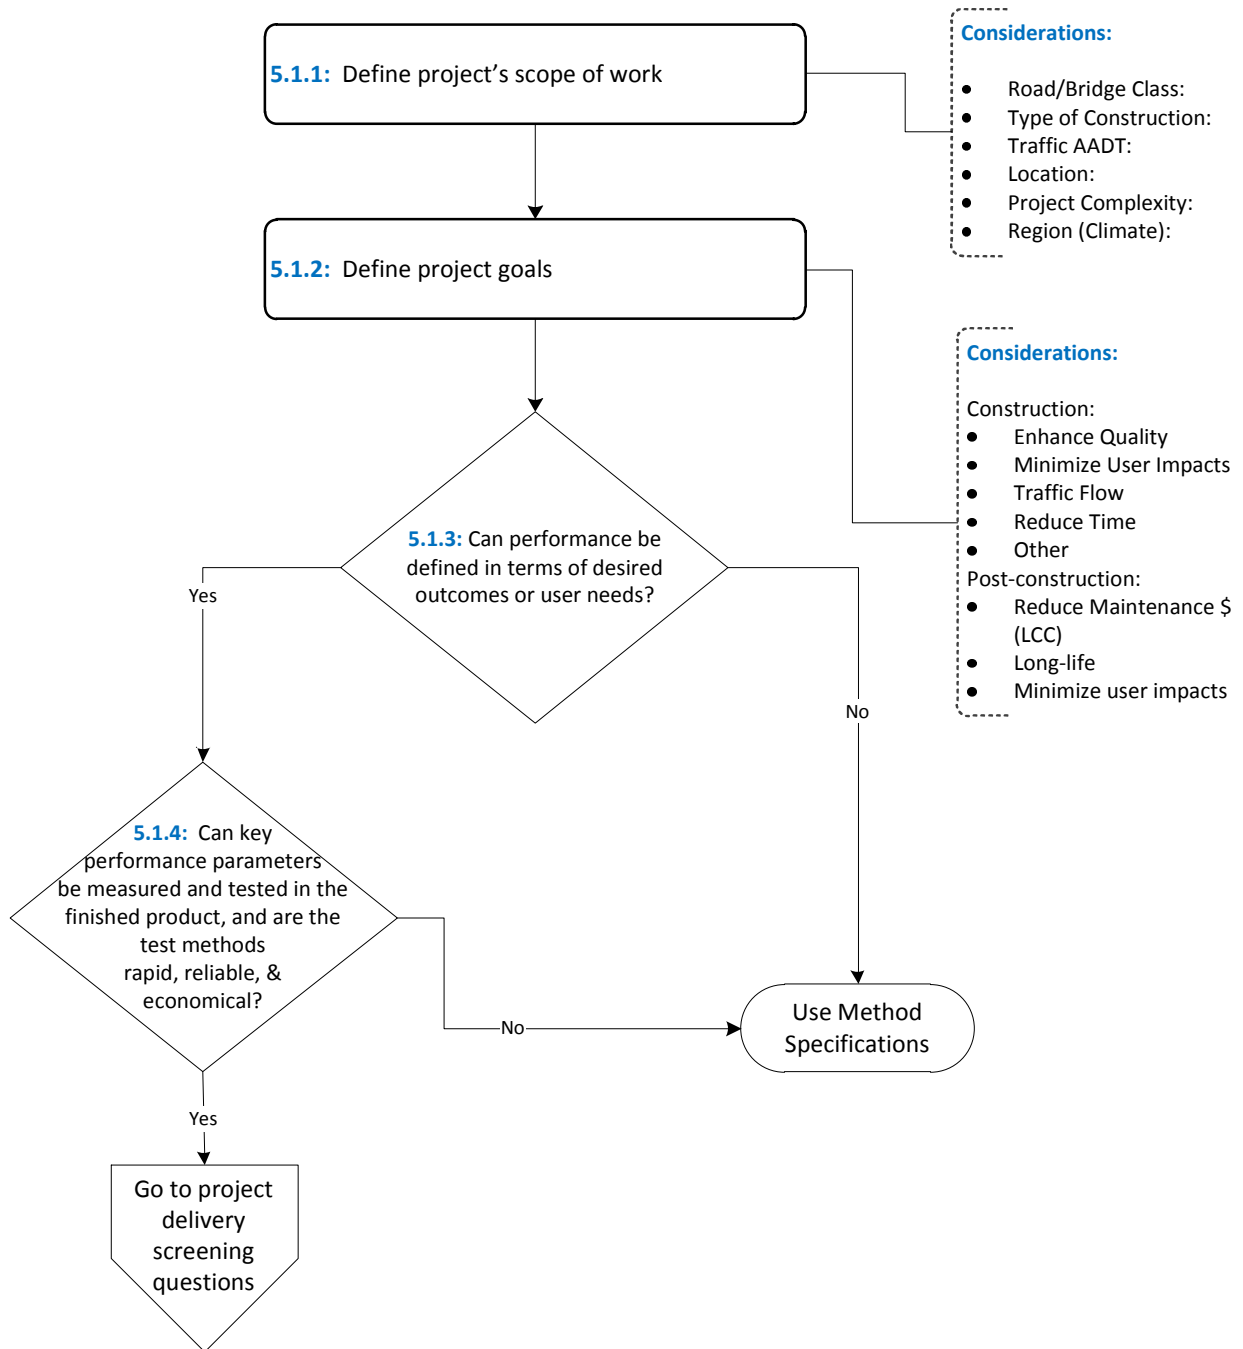 5.1.1: Define project’s scope of work
Considerations:
● Road/Bridge Class:
● Type of Construction:
● Traffic AADT:
● Location:
● Project Complexity:
● Region (Climate):
5.1.2: Define project goals
Considerations:
Construction:
● Enhance Quality
● Minimize User Impacts
● Traffic Flow
● Reduce Time
● Other
Post-construction:
● Reduce Maintenance $
(LCC)
● Long-life
● Minimize user impacts
5.1.3: Can performance be
defined in terms of desired
outcomes or user needs?
Yes
No
5.1.4: Can key
performance parameters
be measured and tested in the
finished product, and are the
test methods
rapid, reliable, &
economical?
No
Use Method
Specifications
Yes
Go to project
delivery
screening
questions